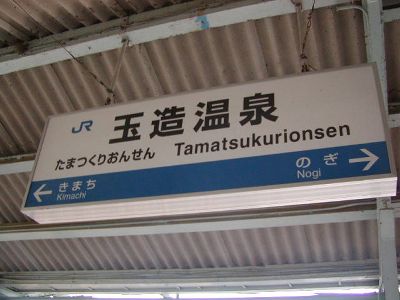 JR 玉造温泉
たまつくりおんせん Tamatsukurionsen
きまち のぎ
Kimachi Nogi